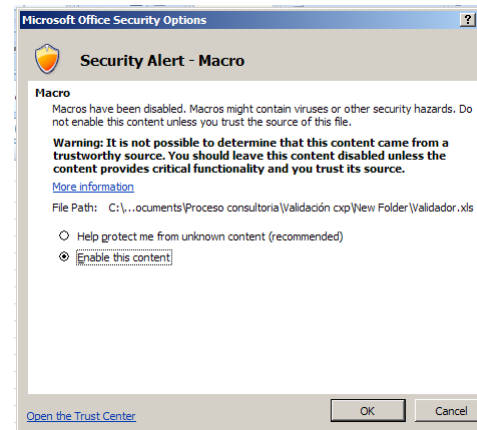 Microsoft Office Security Options
?
Security Alert - Macro
Macro
Macros have been disabled. Macros might contain viruses or other security hazards. Do
not enable this content unless you trust the source of this file.
Warning: It is not possible to determine that this content came from a
trustworthy source. You should leave this content disabled unless the
content provides critical functionality and you trust its source.
More information
File Path: C:\...ocuments\Proceso consultoria\Validación cxp\New Folder\Validador.xls
Help protect me from unknown content (recommended)
Enable this content
Open the Trust Center
OK
Cancel